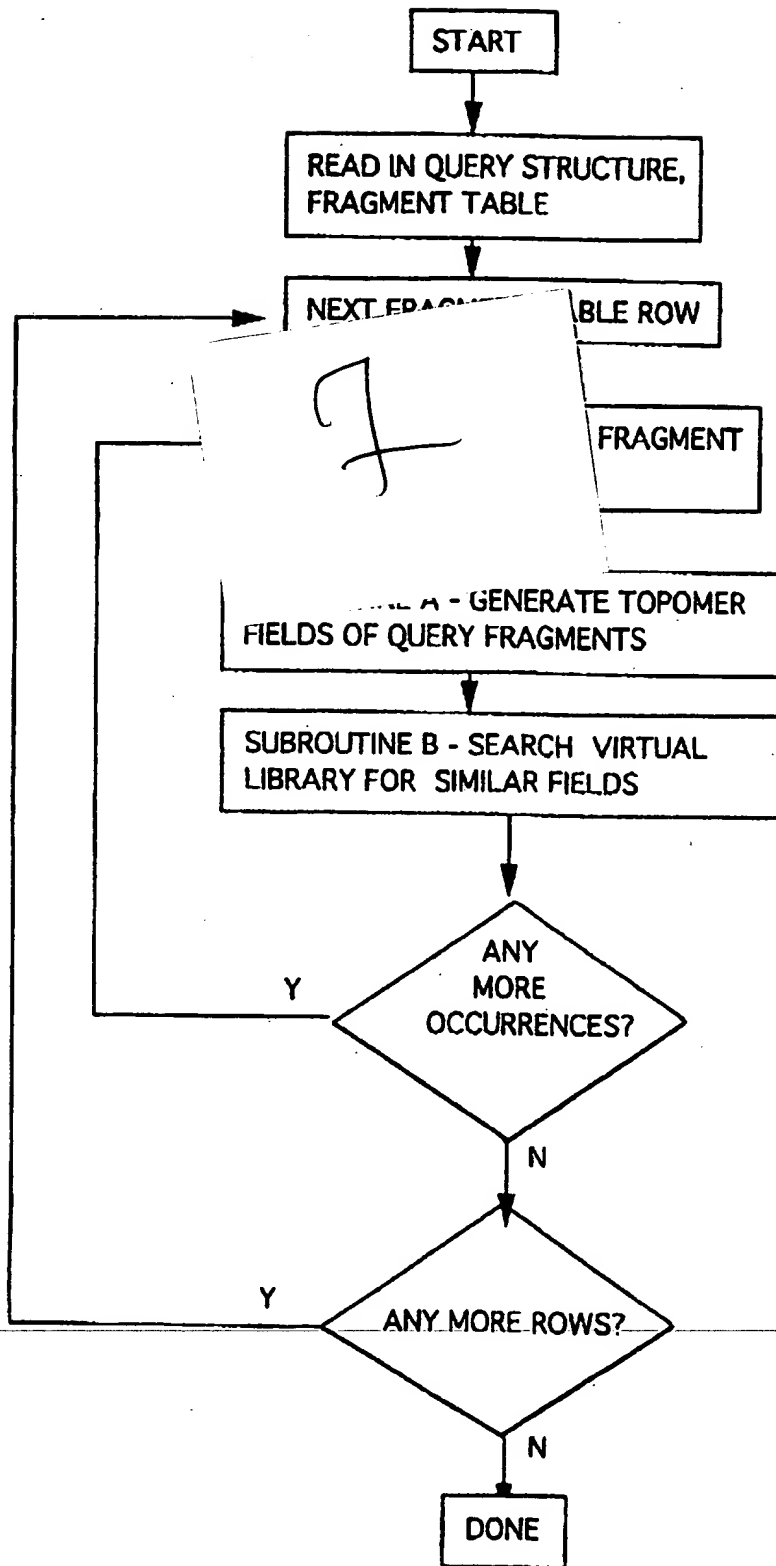 START
READ IN QUERY STRUCTURE,
FRAGMENT TABLE
NEXT ABLE ROW
7
FRAGMENT
A - GENERATE TOPOMER
FIELDS OF QUERY FRAGMENTS
SUBROUTINE B - SEARCH VIRTUAL
LIBRARY FOR SIMILAR FIELDS
ANY
MORE
OCCURRENCES?
Y
N
Y
ANY MORE ROWS?
N
DONE